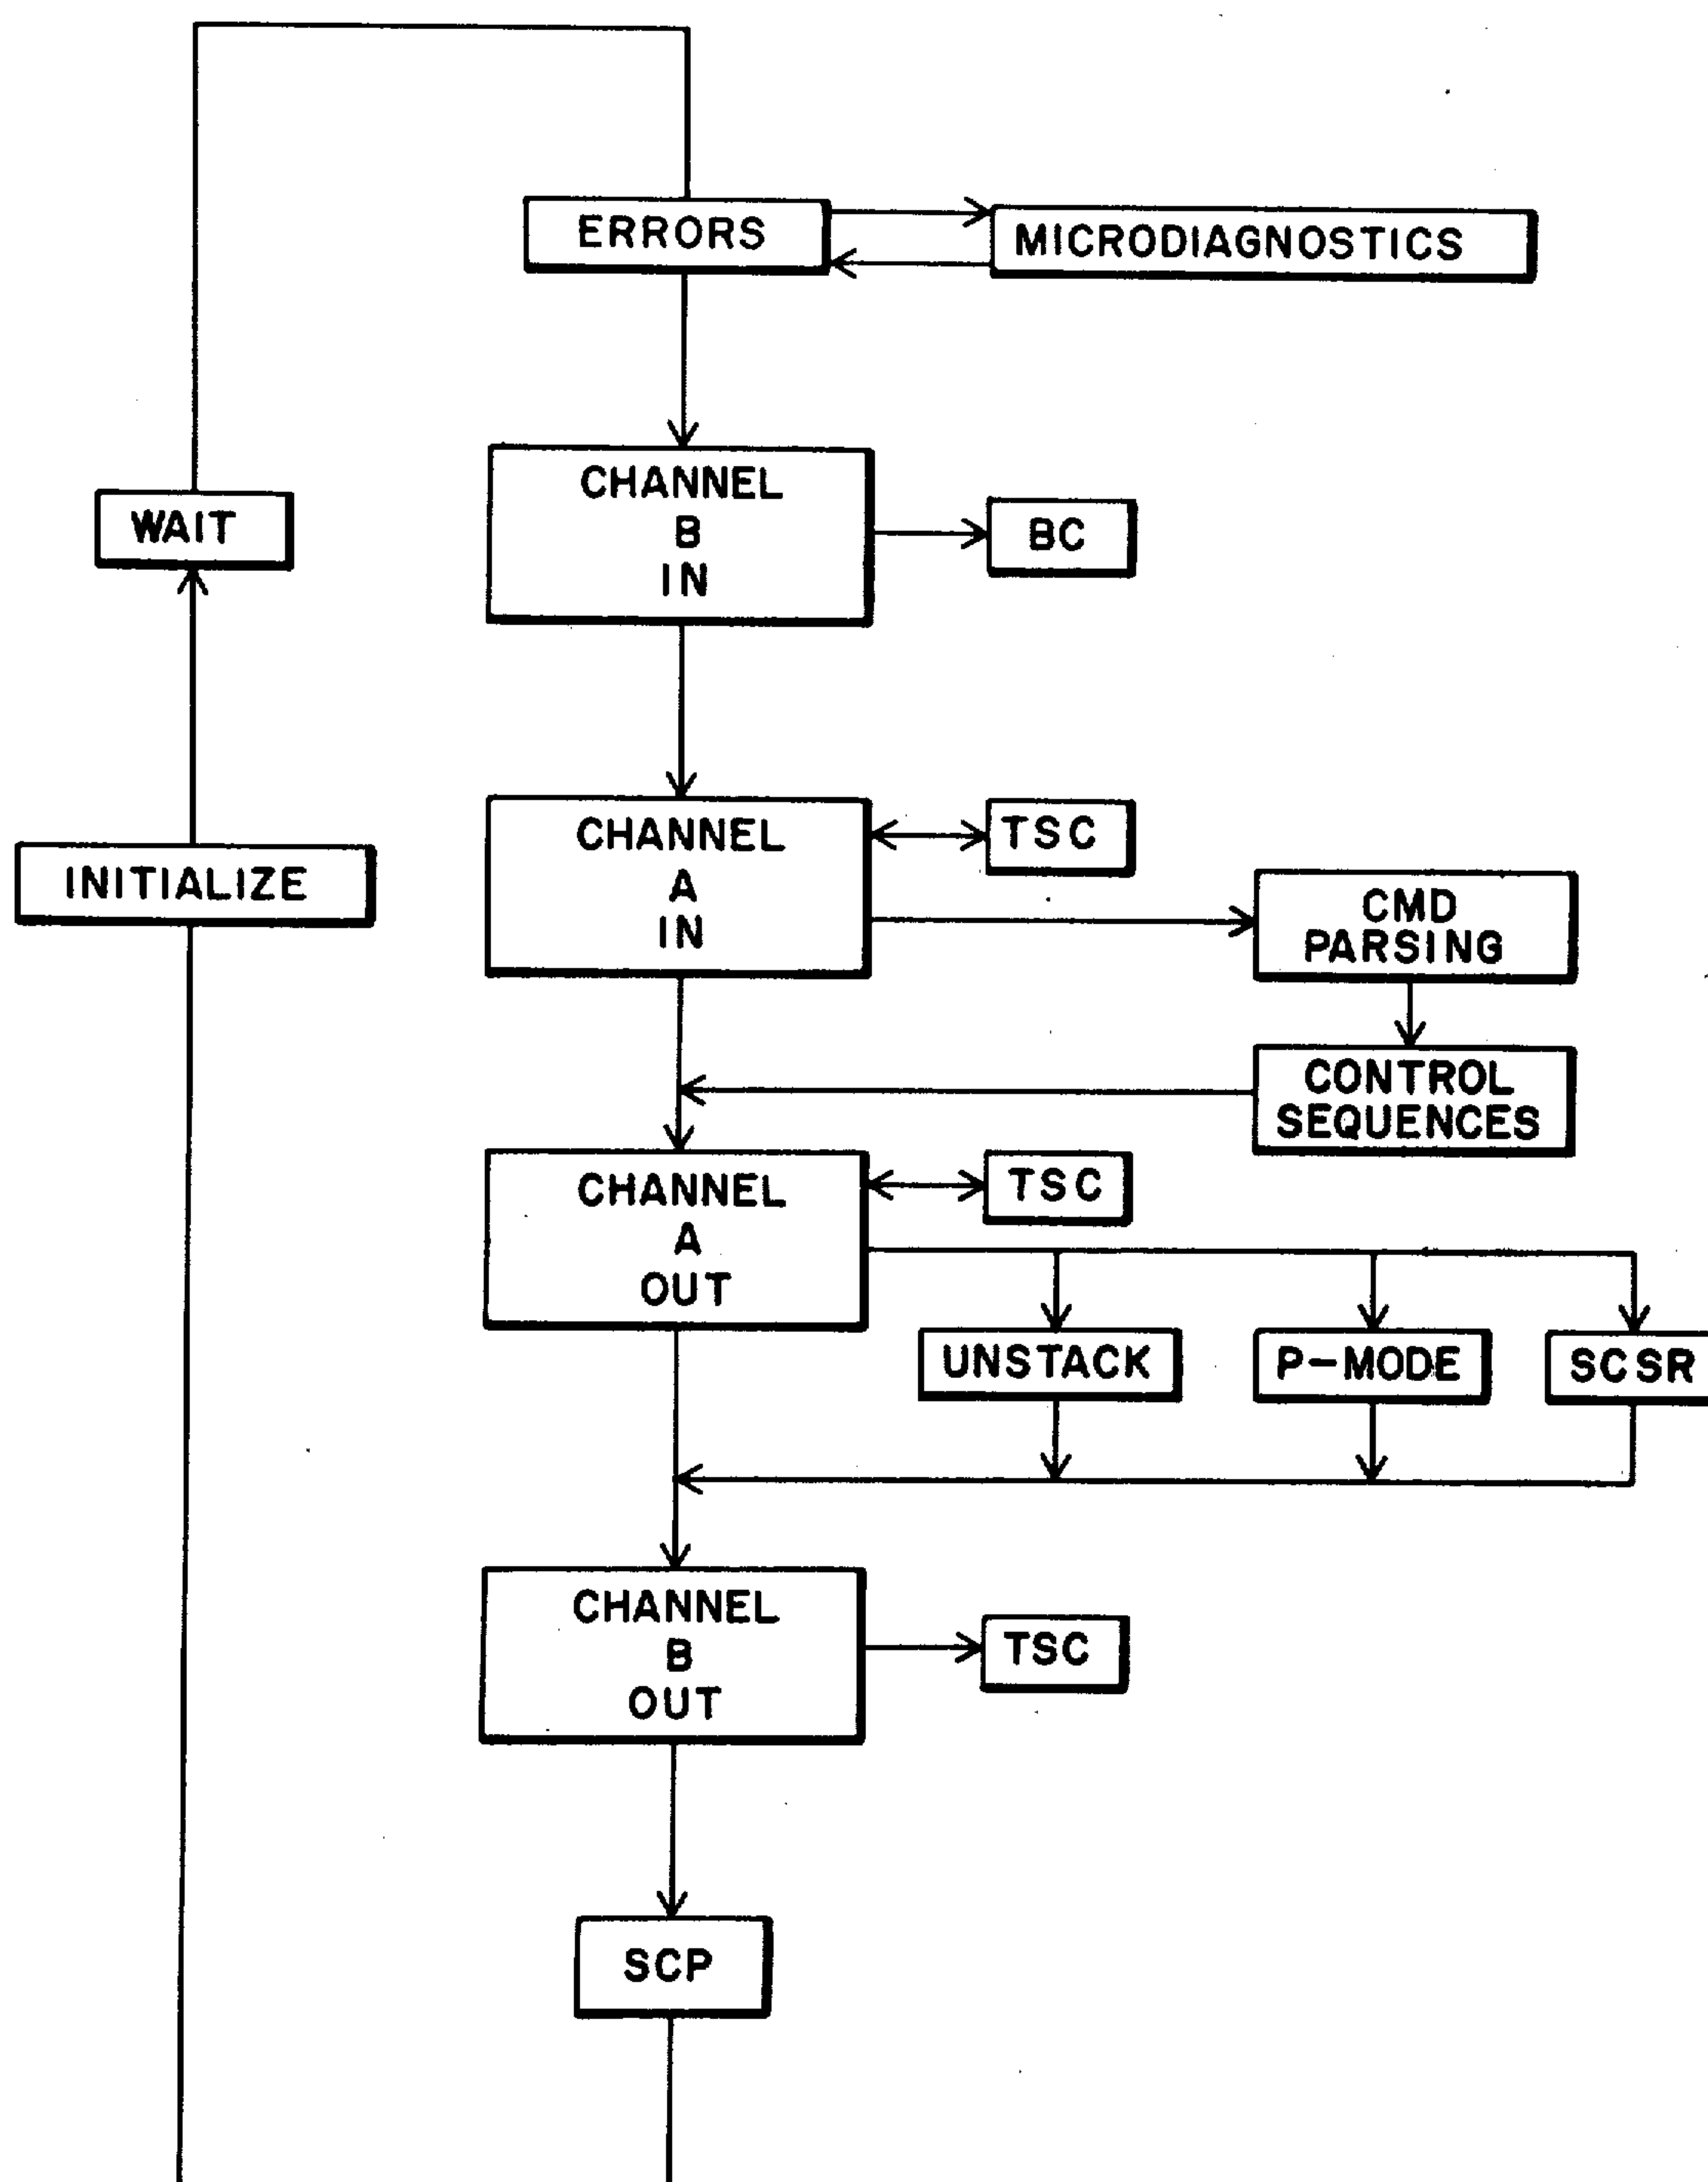 ERRORS
MICRODIAGNOSTICS
CHANNEL
B
IN
WAIT
BC
CHANNEL
A
IN
TSC
INITIALIZE
CMD
PARSING
CONTROL
SEQUENCES
CHANNEL
A
OUT
TSC
UNSTACK
P-MODE
SCSR
CHANNEL
B
OUT
TSC
SCP